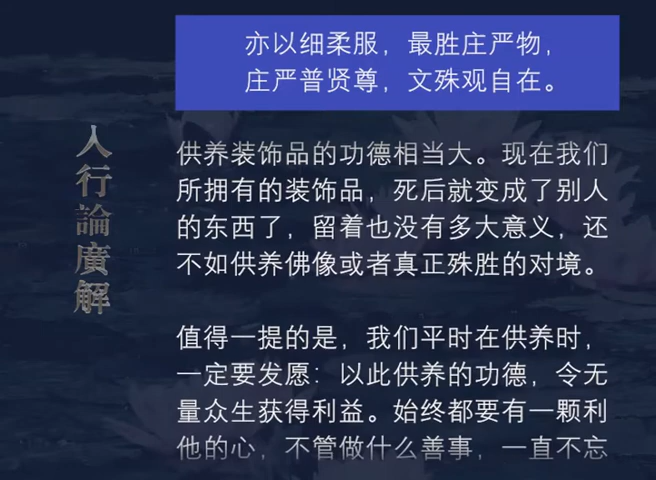 亦以细柔服，最胜庄严物，
庄严普贤尊，文殊观自在。
入行論廣解
供养装饰品的功德相当大。现在我们
所拥有的装饰品，死后就变成了别人
的东西了，留着也没有多大意义，还
不如供养佛像或者真正殊胜的对境。
值得一提的是，我们平时在供养时，
一定要发愿：以此供养的功德，令无
量众生获得利益。始终都要有一颗利
他的心，不管做什么善事，一直不忘